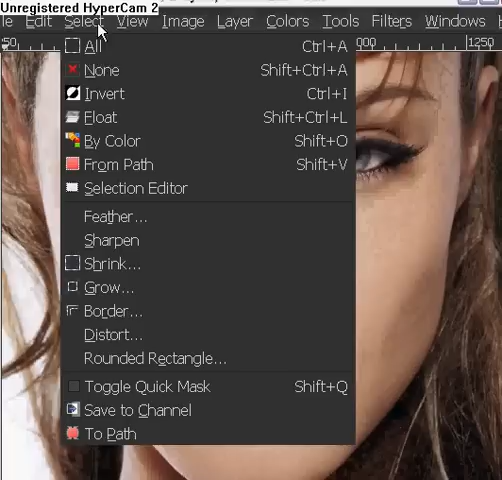 Unregistered HyperCam 2
le Edit Select View Image Layer Colors Tools Filters Windows
50 000 1250
All Ctrl+A
None Shift+Ctrl+A
Invert Ctrl+I
Float Shift+Ctrl+L
By Color Shift+O
From Path Shift+V
Selection Editor
Feather...
Sharpen
Shrink...
Grow...
Border...
Distort...
Rounded Rectangle...
Toggle Quick Mask Shift+Q
Save to Channel
To Path